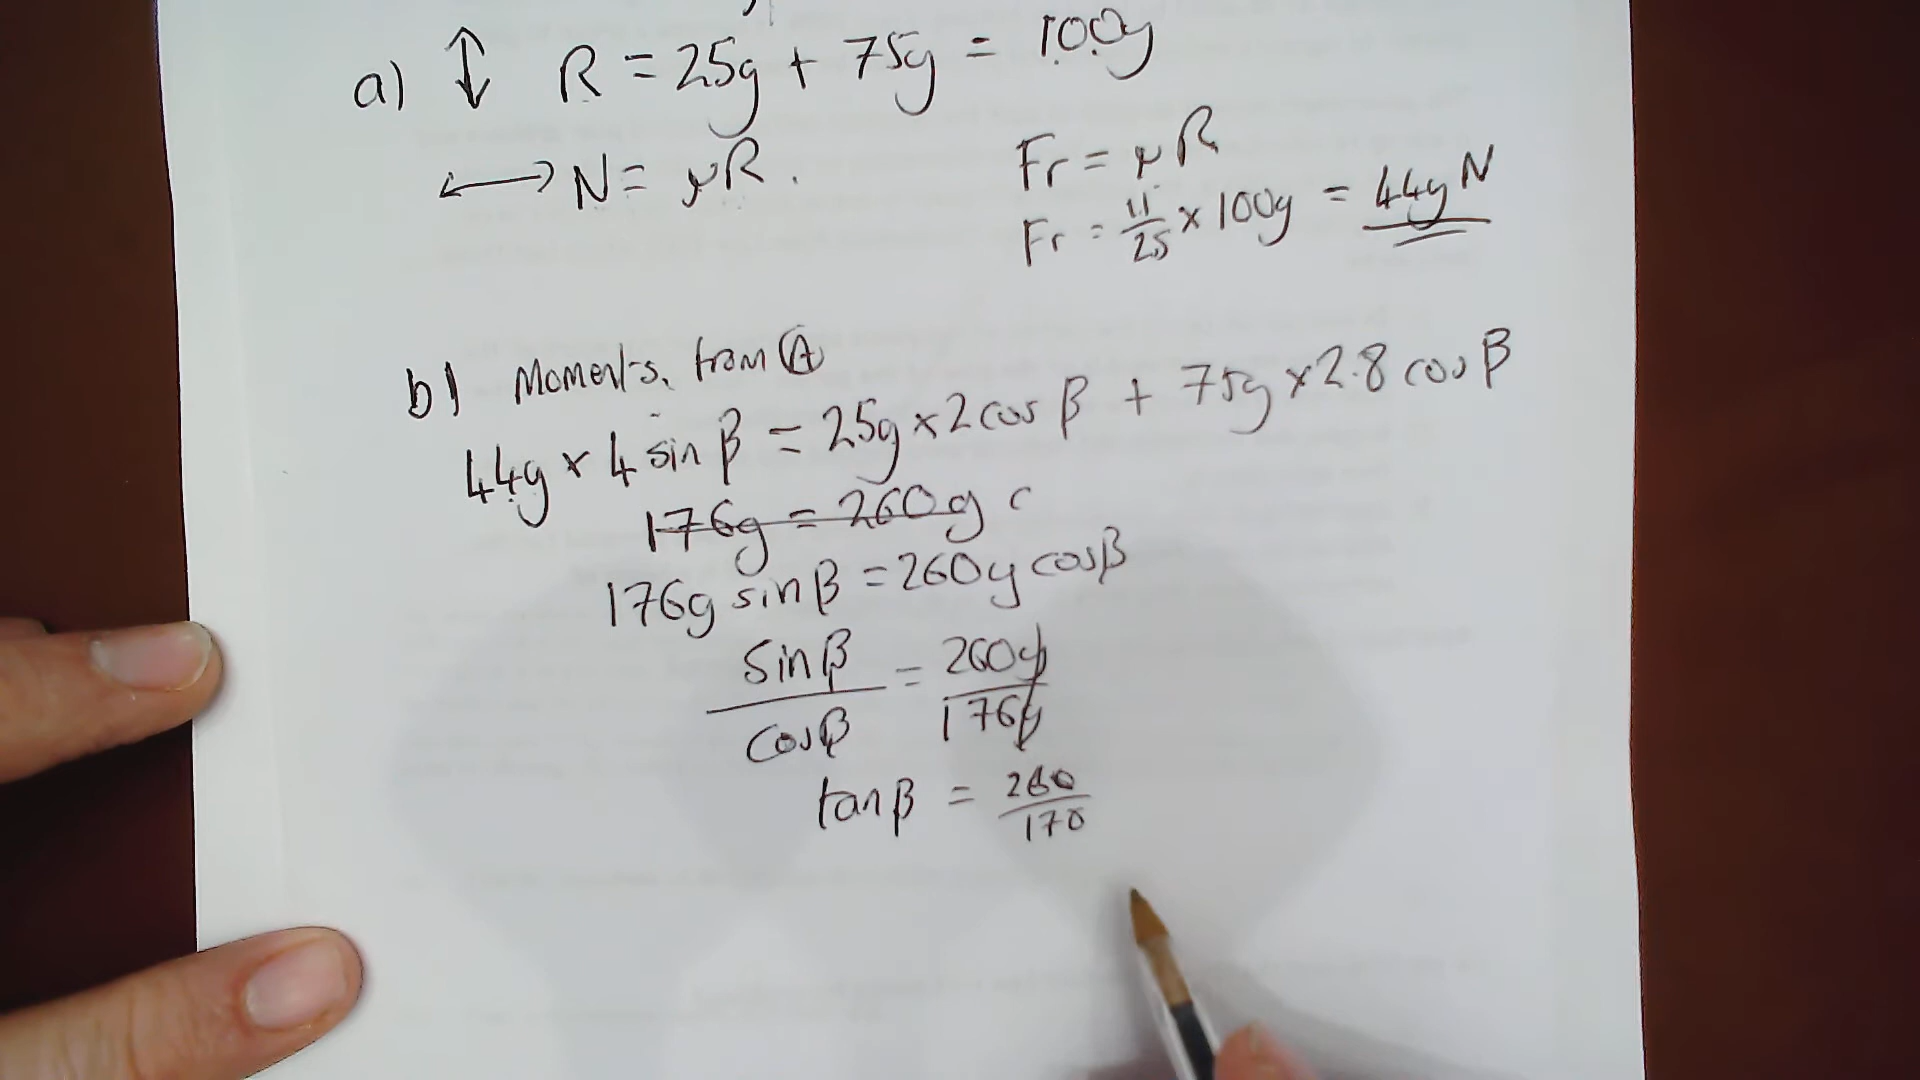 a) ↕ R = 25g + 75g = 100g
↔ N = μR.
Fr = μR
Fr = 11/25 × 100g = 44g N
b) Moments from Ⓐ
44g × 4 sin β = 25g × 2 cos β + 75g × 2.8 cos β
176g = 260g c
176g sin β = 260g cos β
sin β / cos β = 260g / 176g
tan β = 260 / 170